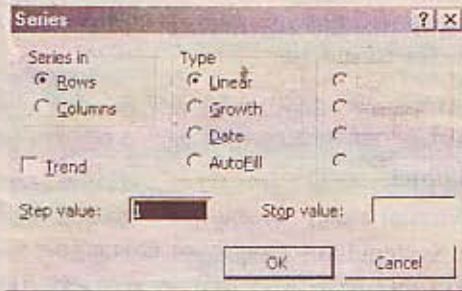 Series
Series in
Rows
Columns
Type
Linear
Growth
Date
AutoFill
Trend
Step value: 1
Stop value:
OK
Cancel